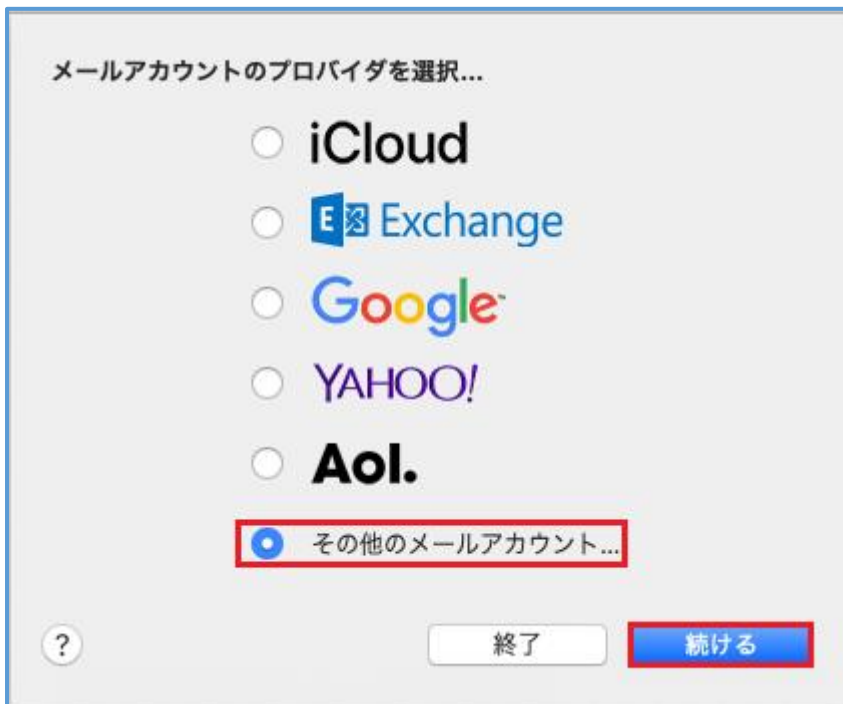 メールアカウントのプロバイダを選択...
iCloud
E Exchange
Google
YAHOO!
Aol.
その他のメールアカウント...
? 終了 続ける